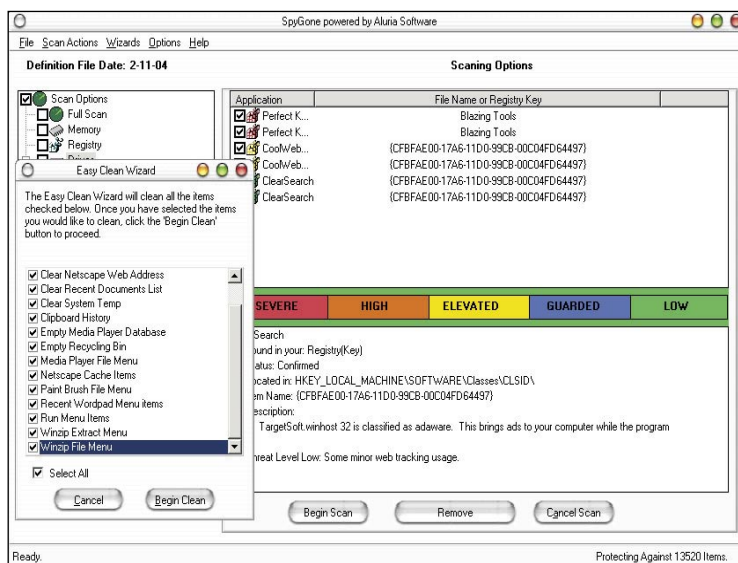 SpyGone powered by Aluria Software
File Scan Actions Wizards Options Help
Definition File Date: 2-11-04
Scaning Options
Scan Options
Full Scan
Memory
Registry
Application File Name or Registry Key
Perfect K... Blazing Tools
Perfect K... Blazing Tools
CoolWeb... {CFBFAE00-17A6-11D0-99CB-00C04FD64497}
CoolWeb... {CFBFAE00-17A6-11D0-99CB-00C04FD64497}
ClearSearch {CFBFAE00-17A6-11D0-99CB-00C04FD64497}
ClearSearch {CFBFAE00-17A6-11D0-99CB-00C04FD64497}
Easy Clean Wizard
The Easy Clean Wizard will clean all the items
checked below. Once you have selected the items
you would like to clean, click the 'Begin Clean'
button to proceed.
Clear Netscape Web Address
Clear Recent Documents List
Clear System Temp
Clipboard History
Empty Media Player Database
Empty Recycling Bin
Media Player File Menu
Netscape Cache Items
Paint Brush File Menu
Recent Wordpad Menu items
Run Menu Items
Winzip Extract Menu
Winzip File Menu
Select All
Cancel Begin Clean
SEVERE HIGH ELEVATED GUARDED LOW
Search
ound in your: Registry(Key)
atus: Confirmed
ocated in: HKEY_LOCAL_MACHINE\SOFTWARE\Classes\CLSID\
em Name: {CFBFAE00-17A6-11D0-99CB-00C04FD64497}
escription:
TargetSoft.winhost 32 is classified as adaware. This brings ads to your computer while the program
hreat Level Low: Some minor web tracking usage.
Begin Scan Remove Cancel Scan
Ready. Protecting Against 13520 Items.